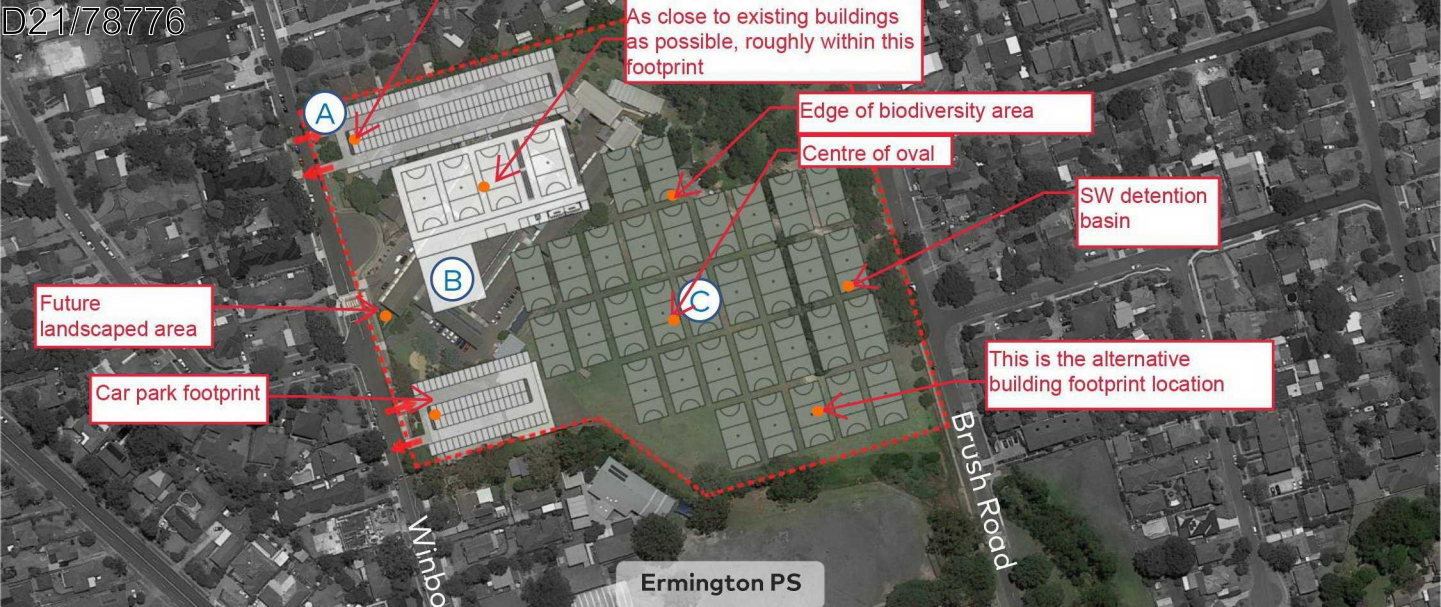 D21/78776
As close to existing buildings
as possible, roughly within this
footprint
A
Edge of biodiversity area
Centre of oval
SW detention
basin
B
C
Future
landscaped area
Car park footprint
This is the alternative
building footprint location
Brush Road
Winbo
Ermington PS